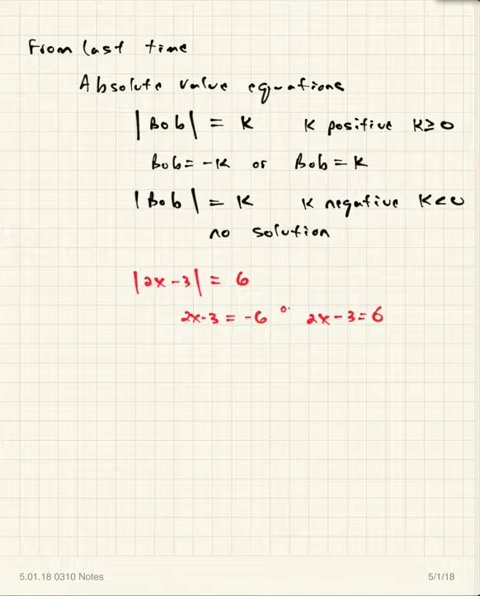 From last time
Absolute value equations
|Bob| = K K positive K≥0
Bob = -K or Bob = K
|Bob| = K K negative K<0
no solution
|2x-3| = 6
2x-3 = -6 or 2x-3 = 6
5.01.18 0310 Notes 5/1/18